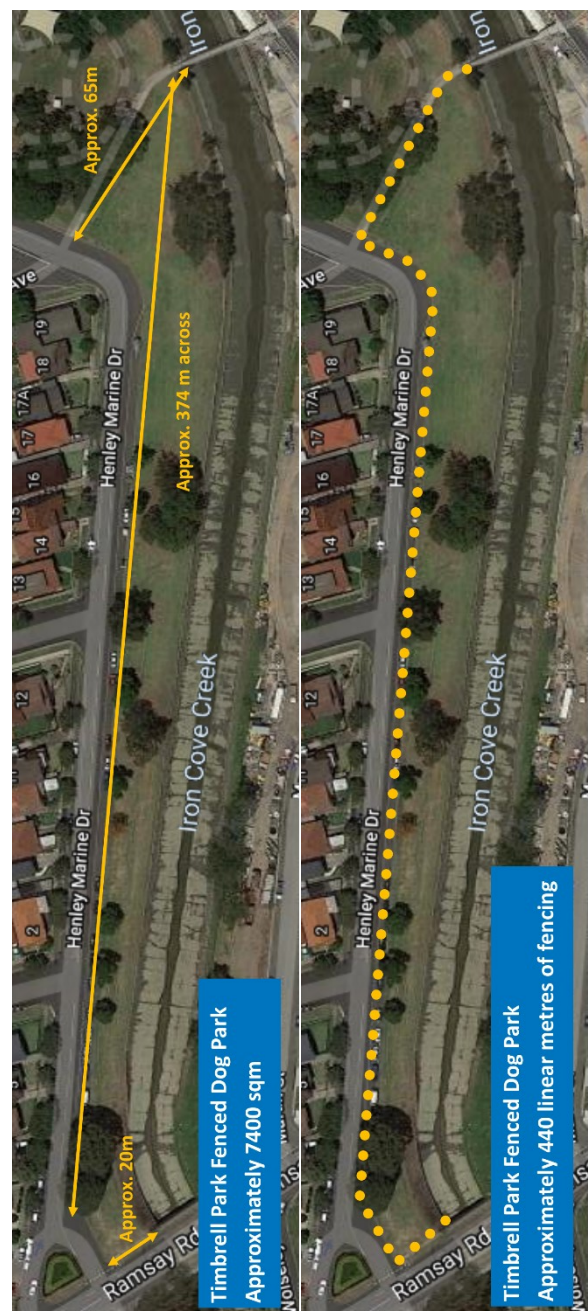 2
12
13
14
15
16
17
17A
18
19
Ave
Henley Marine Dr
Henley Marine Dr
Approx. 65m
Iron
Approx. 374 m across
Approx. 20m
Ramsay Rd
Iron Cove Creek
Timbrell Park Fenced Dog Park
Approximately 7400 sqm
2
12
13
14
15
16
17
17A
18
19
Ave
Henley Marine Dr
Henley Marine Dr
Iron
Ramsay Rd
Iron Cove Creek
Timbrell Park Fenced Dog Park
Approximately 440 linear metres of fencing